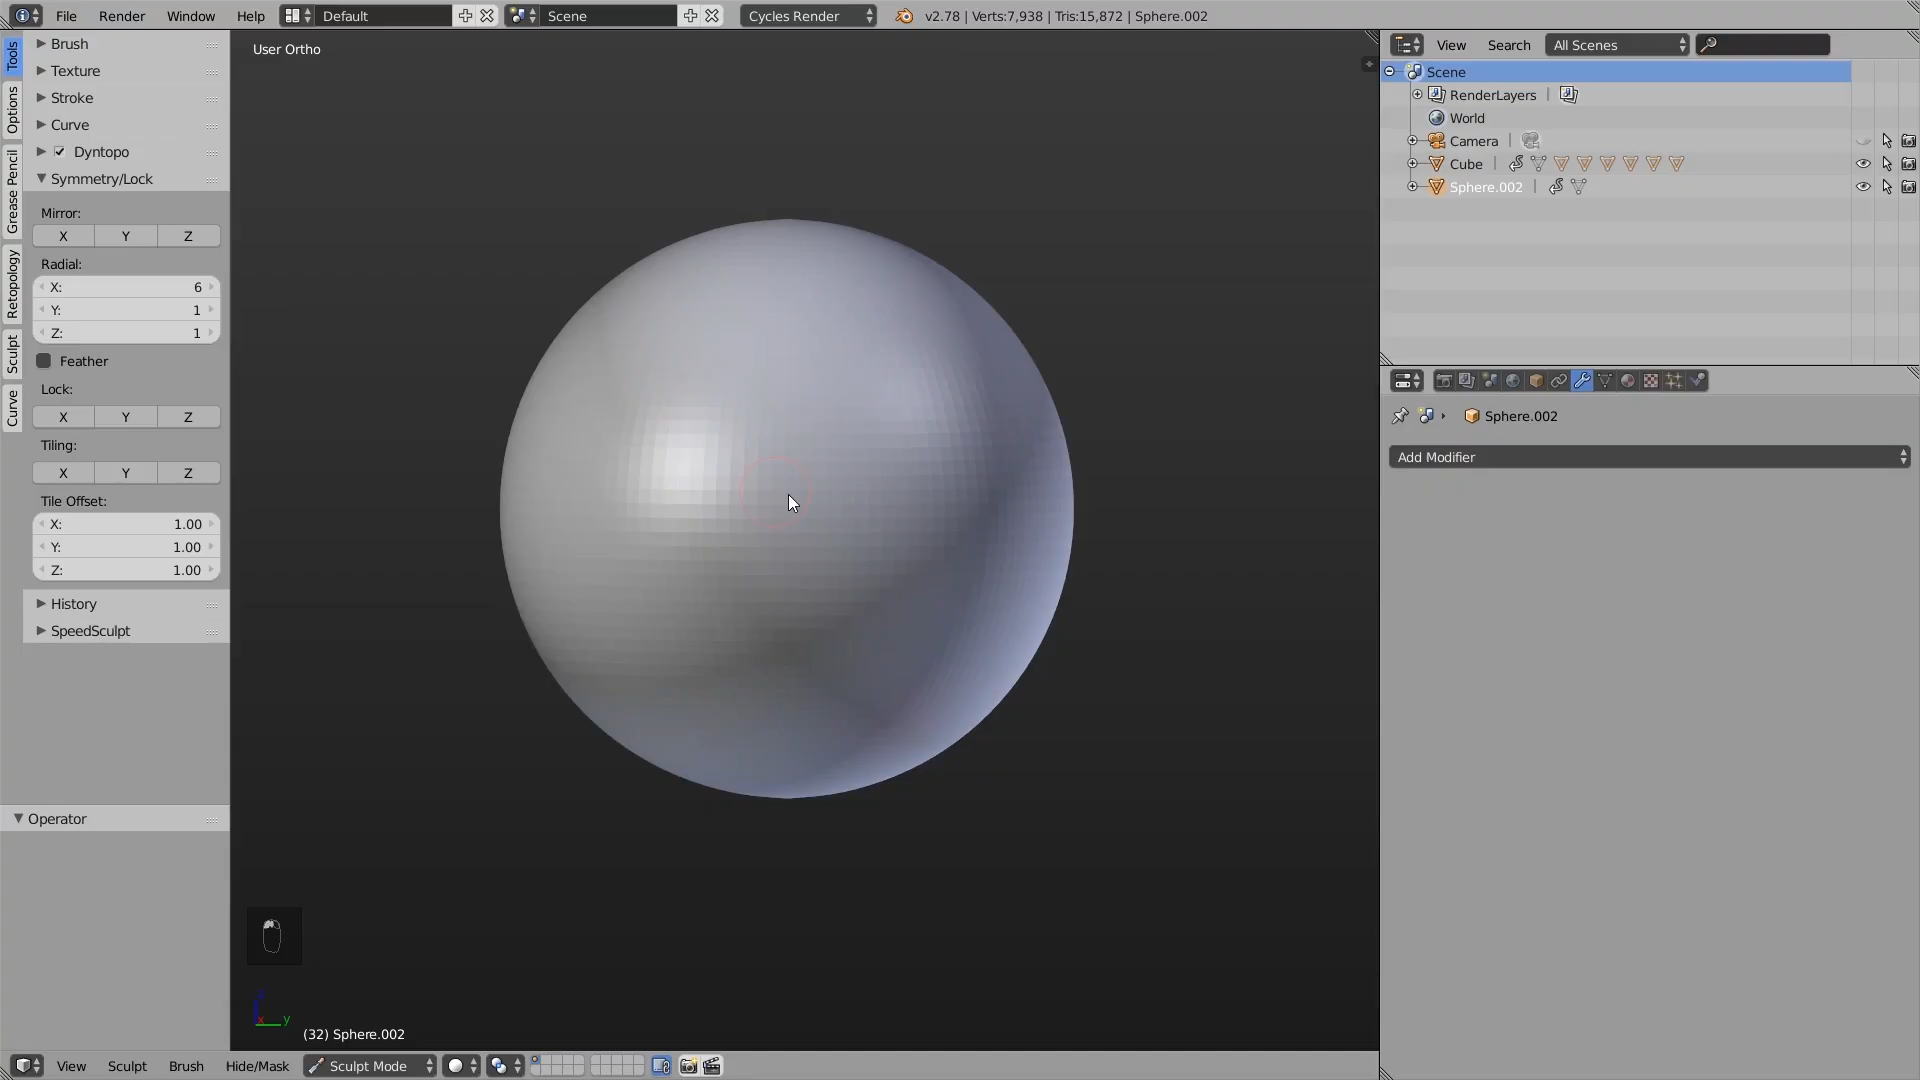 File Render Window Help Default Scene Cycles Render v2.78 | Verts:7,938 | Tris:15,872 | Sphere.002
Tools
Options
Grease Pencil
Retopology
Sculpt
Curve
Brush
Texture
Stroke
Curve
Dyntopo
Symmetry/Lock
Mirror:
X Y Z
Radial:
X: 6
Y: 1
Z: 1
Feather
Lock:
X Y Z
Tiling:
X Y Z
Tile Offset:
X: 1.00
Y: 1.00
Z: 1.00
History
SpeedSculpt
Operator
User Ortho
z
x y
(32) Sphere.002
View Sculpt Brush Hide/Mask Sculpt Mode
View Search All Scenes
Scene
RenderLayers |
World
Camera |
Cube |
Sphere.002 |
Sphere.002
Add Modifier